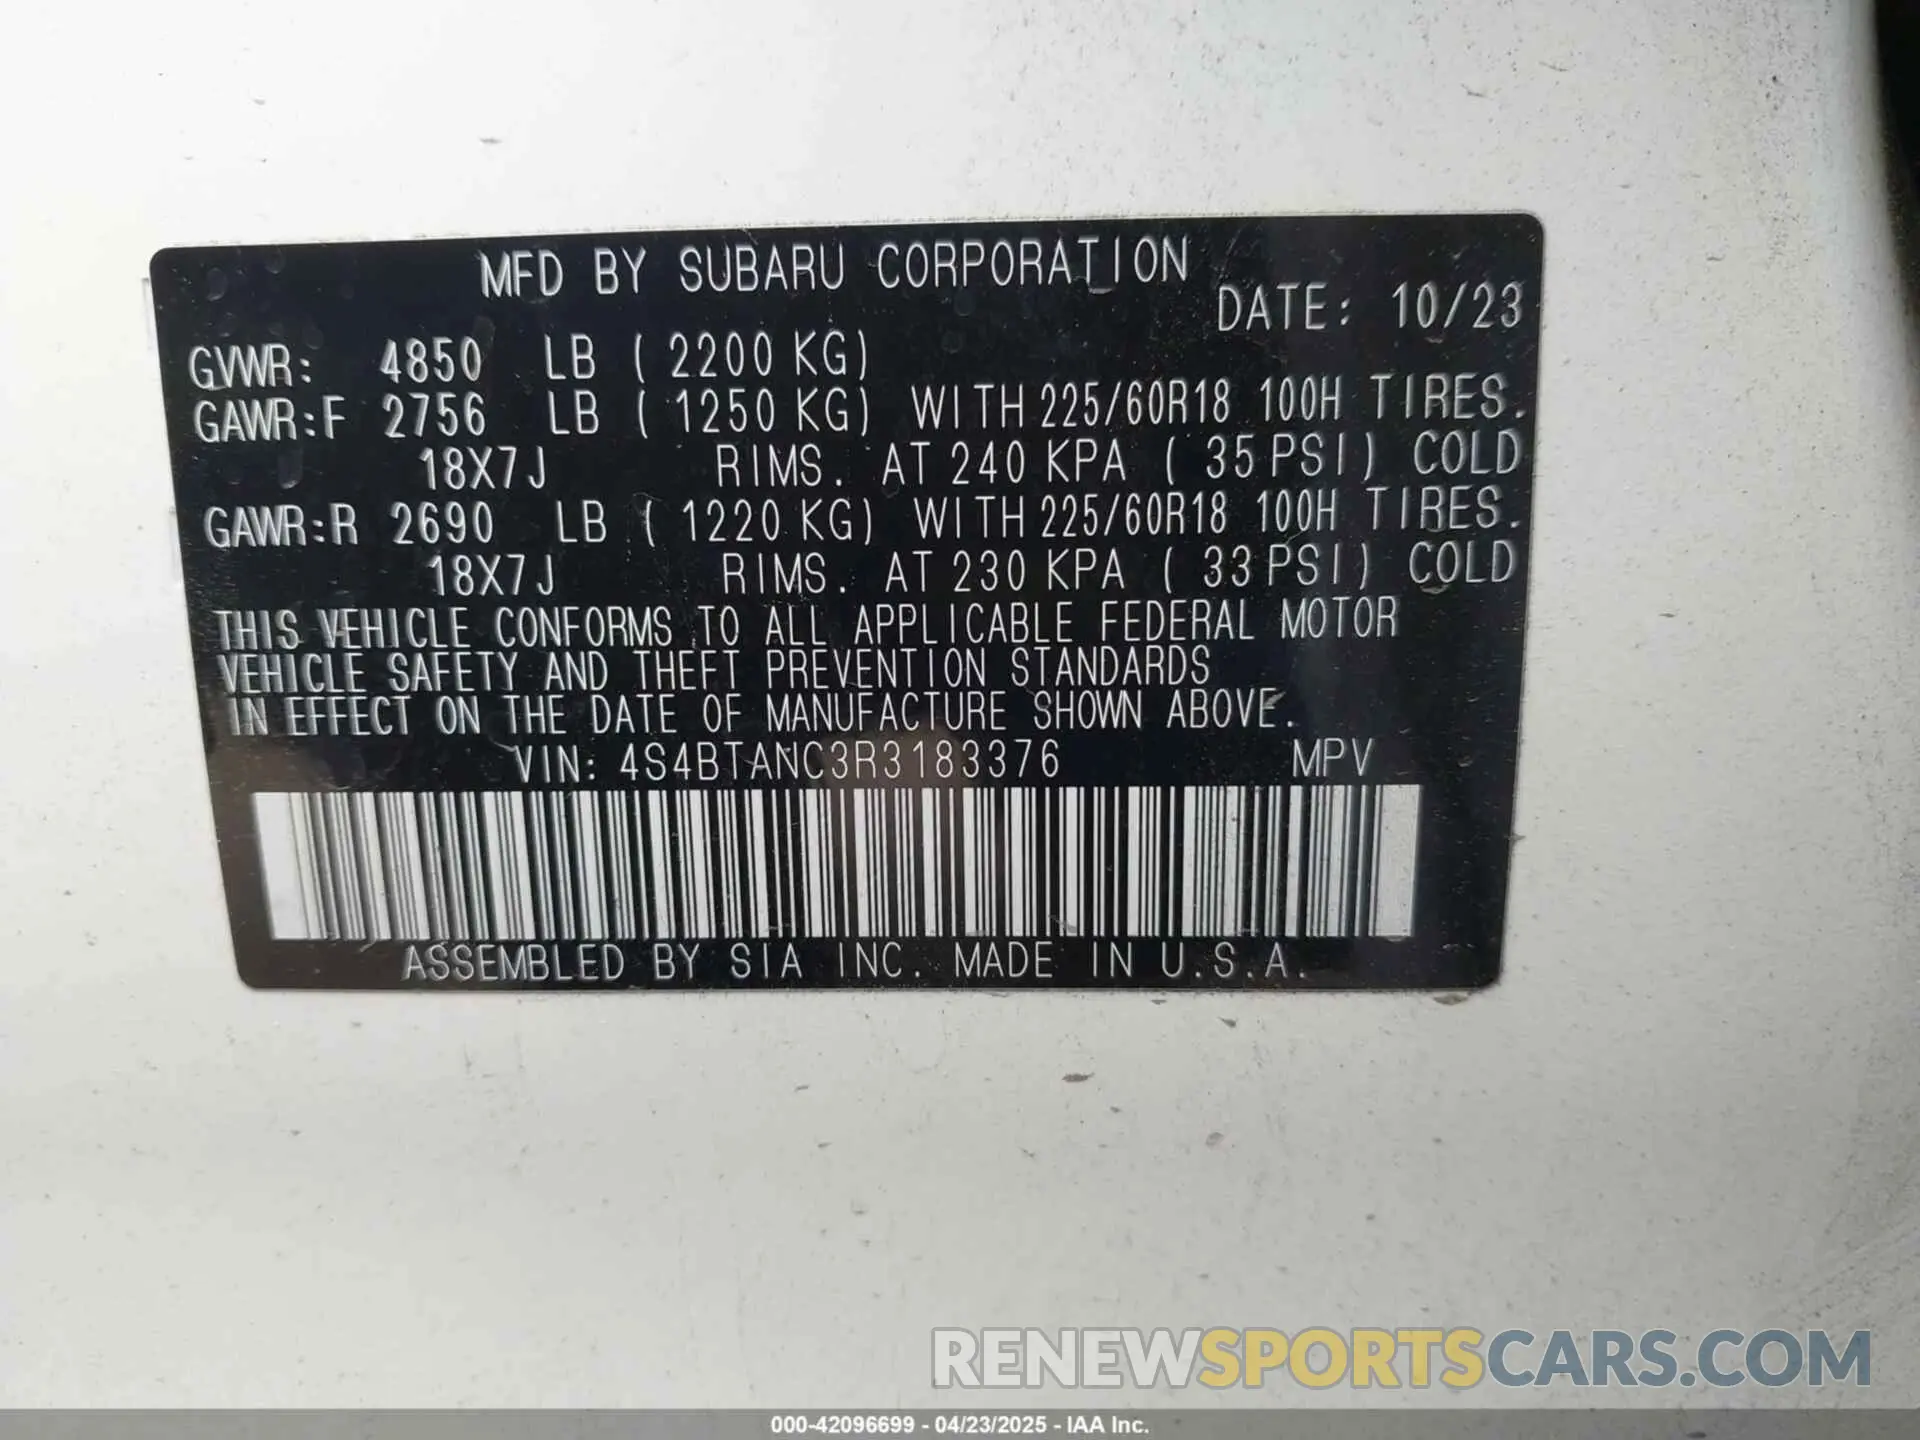 MFD BY SUBARU CORPORATION
DATE: 10/23
GVWR: 4850 LB ( 2200 KG)
GAWR:F 2756 LB ( 1250 KG) WITH 225/60R18 100H TIRES.
18X7J RIMS. AT 240 KPA ( 35 PSI) COLD
GAWR:R 2690 LB ( 1220 KG) WITH 225/60R18 100H TIRES.
18X7J RIMS. AT 230 KPA ( 33 PSI) COLD
THIS VEHICLE CONFORMS TO ALL APPLICABLE FEDERAL MOTOR
VEHICLE SAFETY AND THEFT PREVENTION STANDARDS
IN EFFECT ON THE DATE OF MANUFACTURE SHOWN ABOVE.
VIN: 4S4BTANC3R3183376 MPV
ASSEMBLED BY SIA INC. MADE IN U.S.A.
RENEWSPORTSCARS.COM
000-42096699 - 04/23/2025 - IAA Inc.